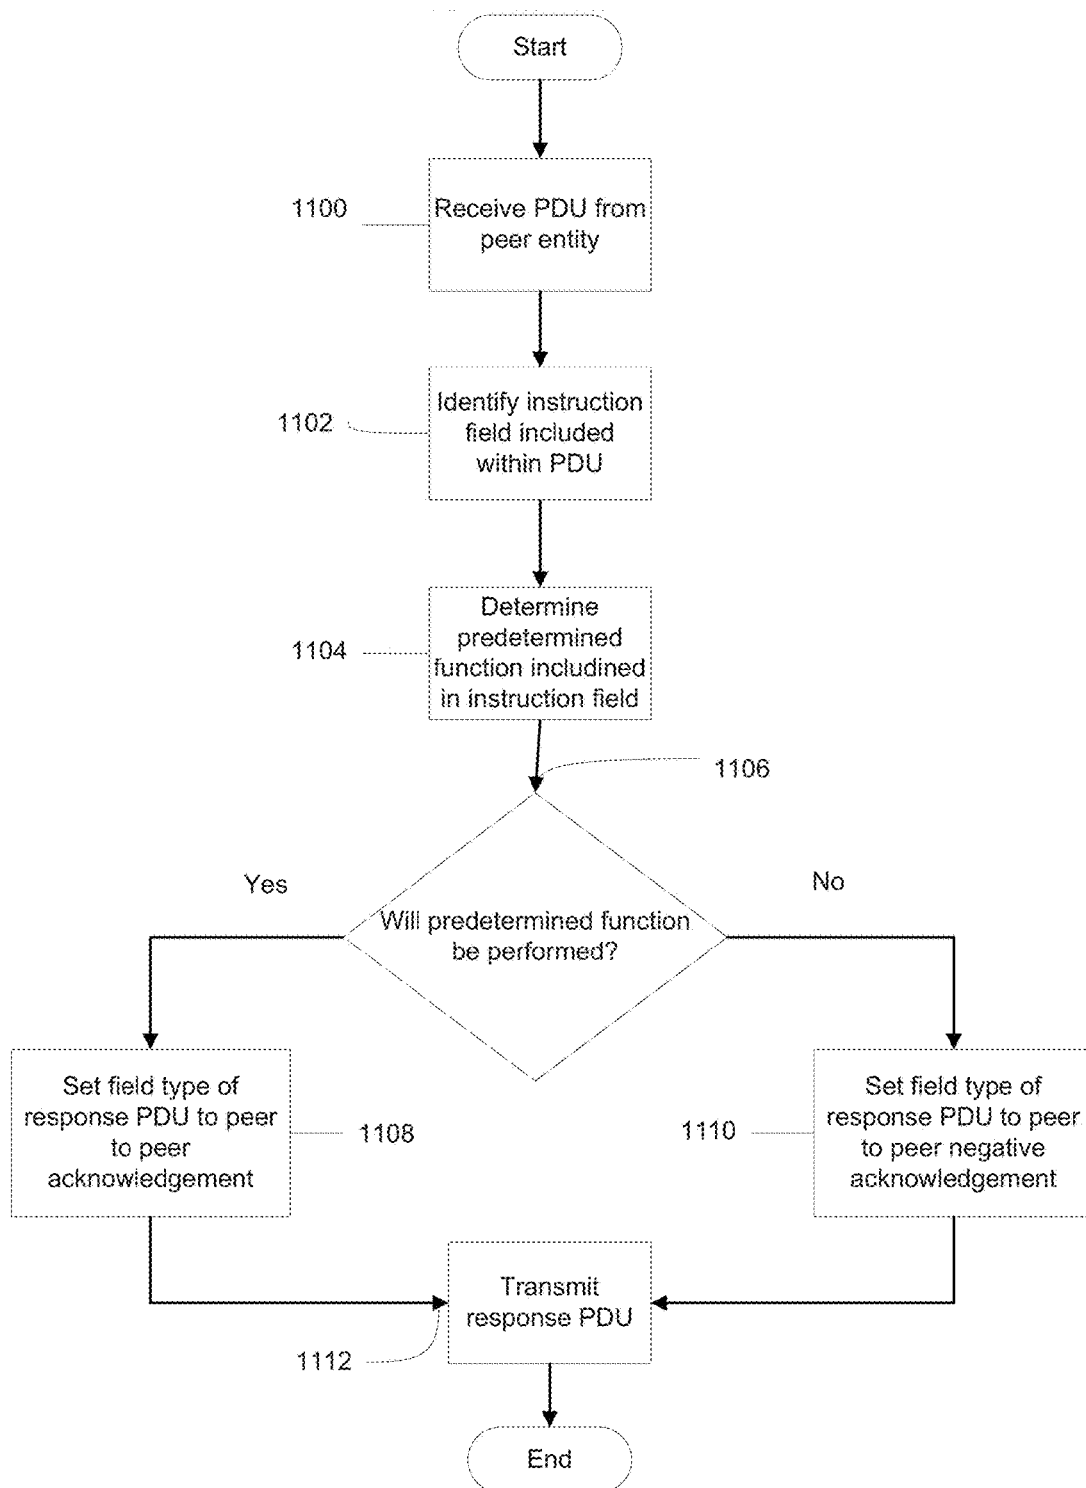 Start
1100
Receive PDU from
peer entity
1102
Identify instruction
field included
within PDU
1104
Determine
predetermined
function includined
in instruction field
1106
Yes
No
Will predetermined function
be performed?
Set field type of
response PDU to peer
to peer
acknowledgement
1108
1110
Set field type of
response PDU to peer
to peer negative
acknowledgement
Transmit
response PDU
1112
End